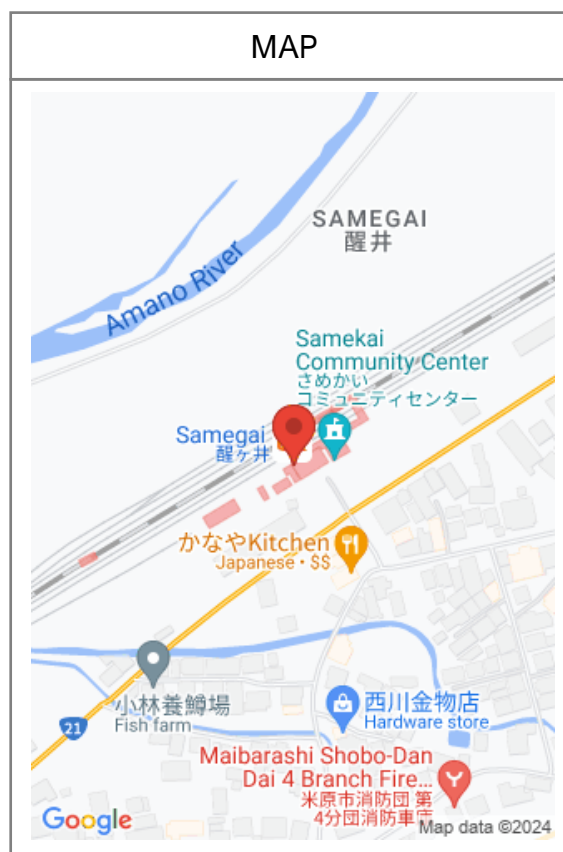 MAP
SAMEGAI
醒井
Amano River
Samekai
Community Center
さめかい
コミュニティセンター
Samegai
醒ヶ井
かなやKitchen
Japanese • $$
小林養鱒場
Fish farm
21
西川金物店
Hardware store
Maibarashi Shobo-Dan
Dai 4 Branch Fire...
米原市消防団 第
4分団消防車庫
Google
Map data ©2024